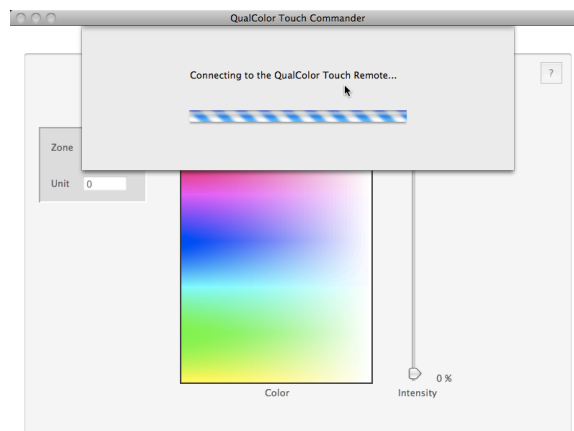 QualColor Touch Commander
Connecting to the QualColor Touch Remote...
?
Zone
Unit 0
0 %
Color
Intensity